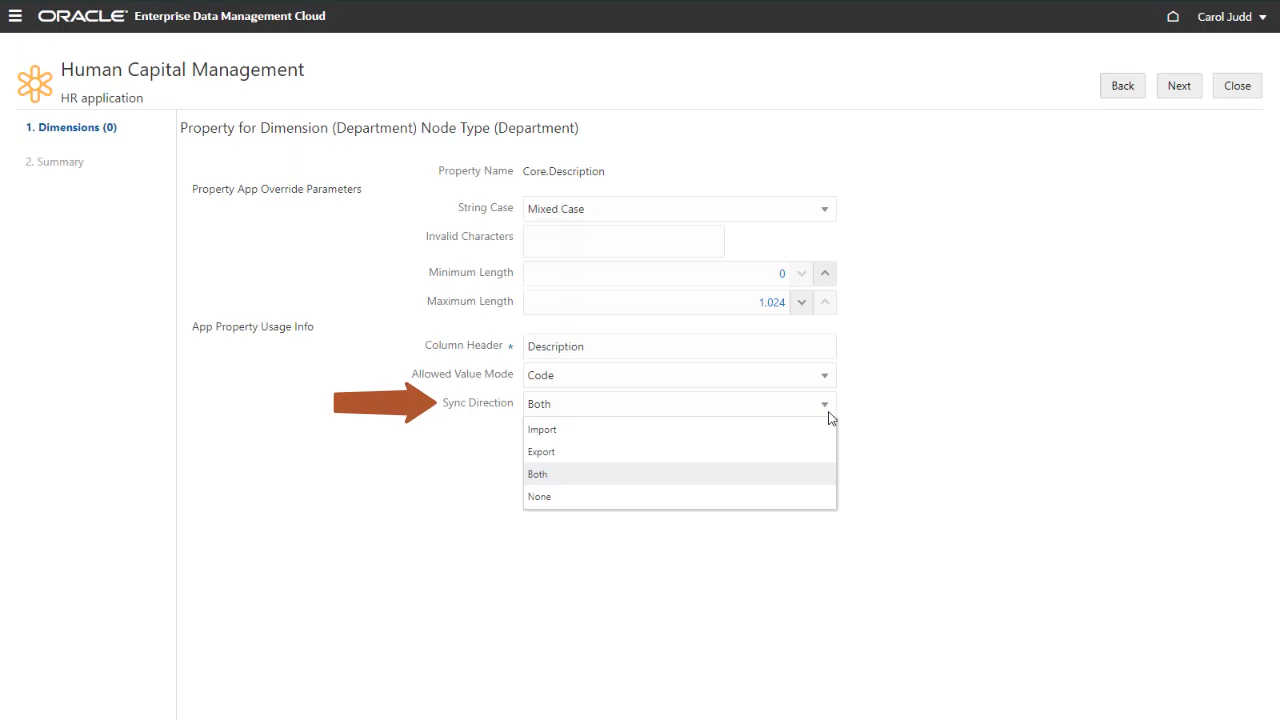 ORACLE Enterprise Data Management Cloud
Carol Judd
Human Capital Management
HR application
Back
Next
Close
1. Dimensions (0)
2. Summary
Property for Dimension (Department) Node Type (Department)
Property Name Core.Description
Property App Override Parameters
String Case Mixed Case
Invalid Characters
Minimum Length 0
Maximum Length 1,024
App Property Usage Info
Column Header * Description
Allowed Value Mode Code
Sync Direction Both
Import
Export
Both
None